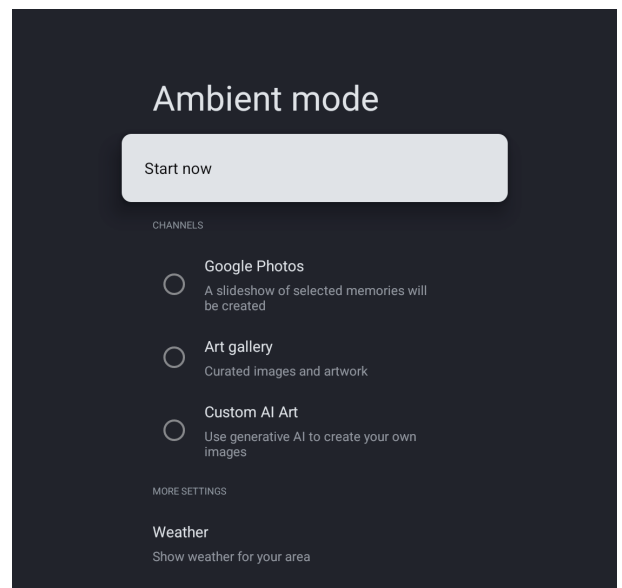 Ambient mode
Start now
CHANNELS
Google Photos
A slideshow of selected memories will
be created
Art gallery
Curated images and artwork
Custom AI Art
Use generative AI to create your own
images
MORE SETTINGS
Weather
Show weather for your area